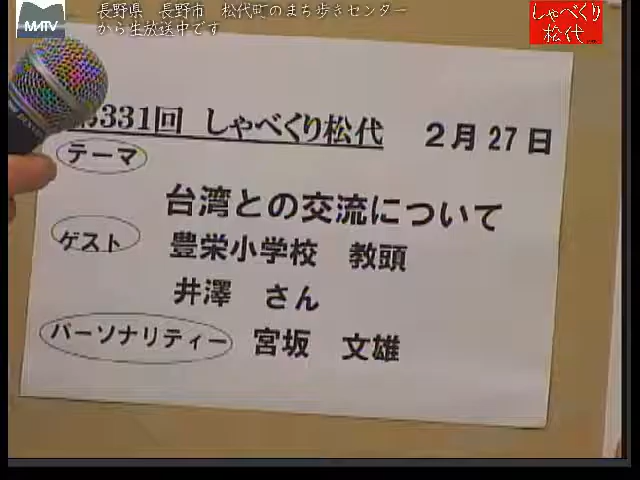 MATV
長野県　長野市　松代町のまち歩きセンター
から生放送中です
しゃべくり
松代
331回　しゃべくり松代　2月27日
テーマ
台湾との交流について
ゲスト
豊栄小学校　教頭
井澤　さん
パーソナリティー　宮坂　文雄